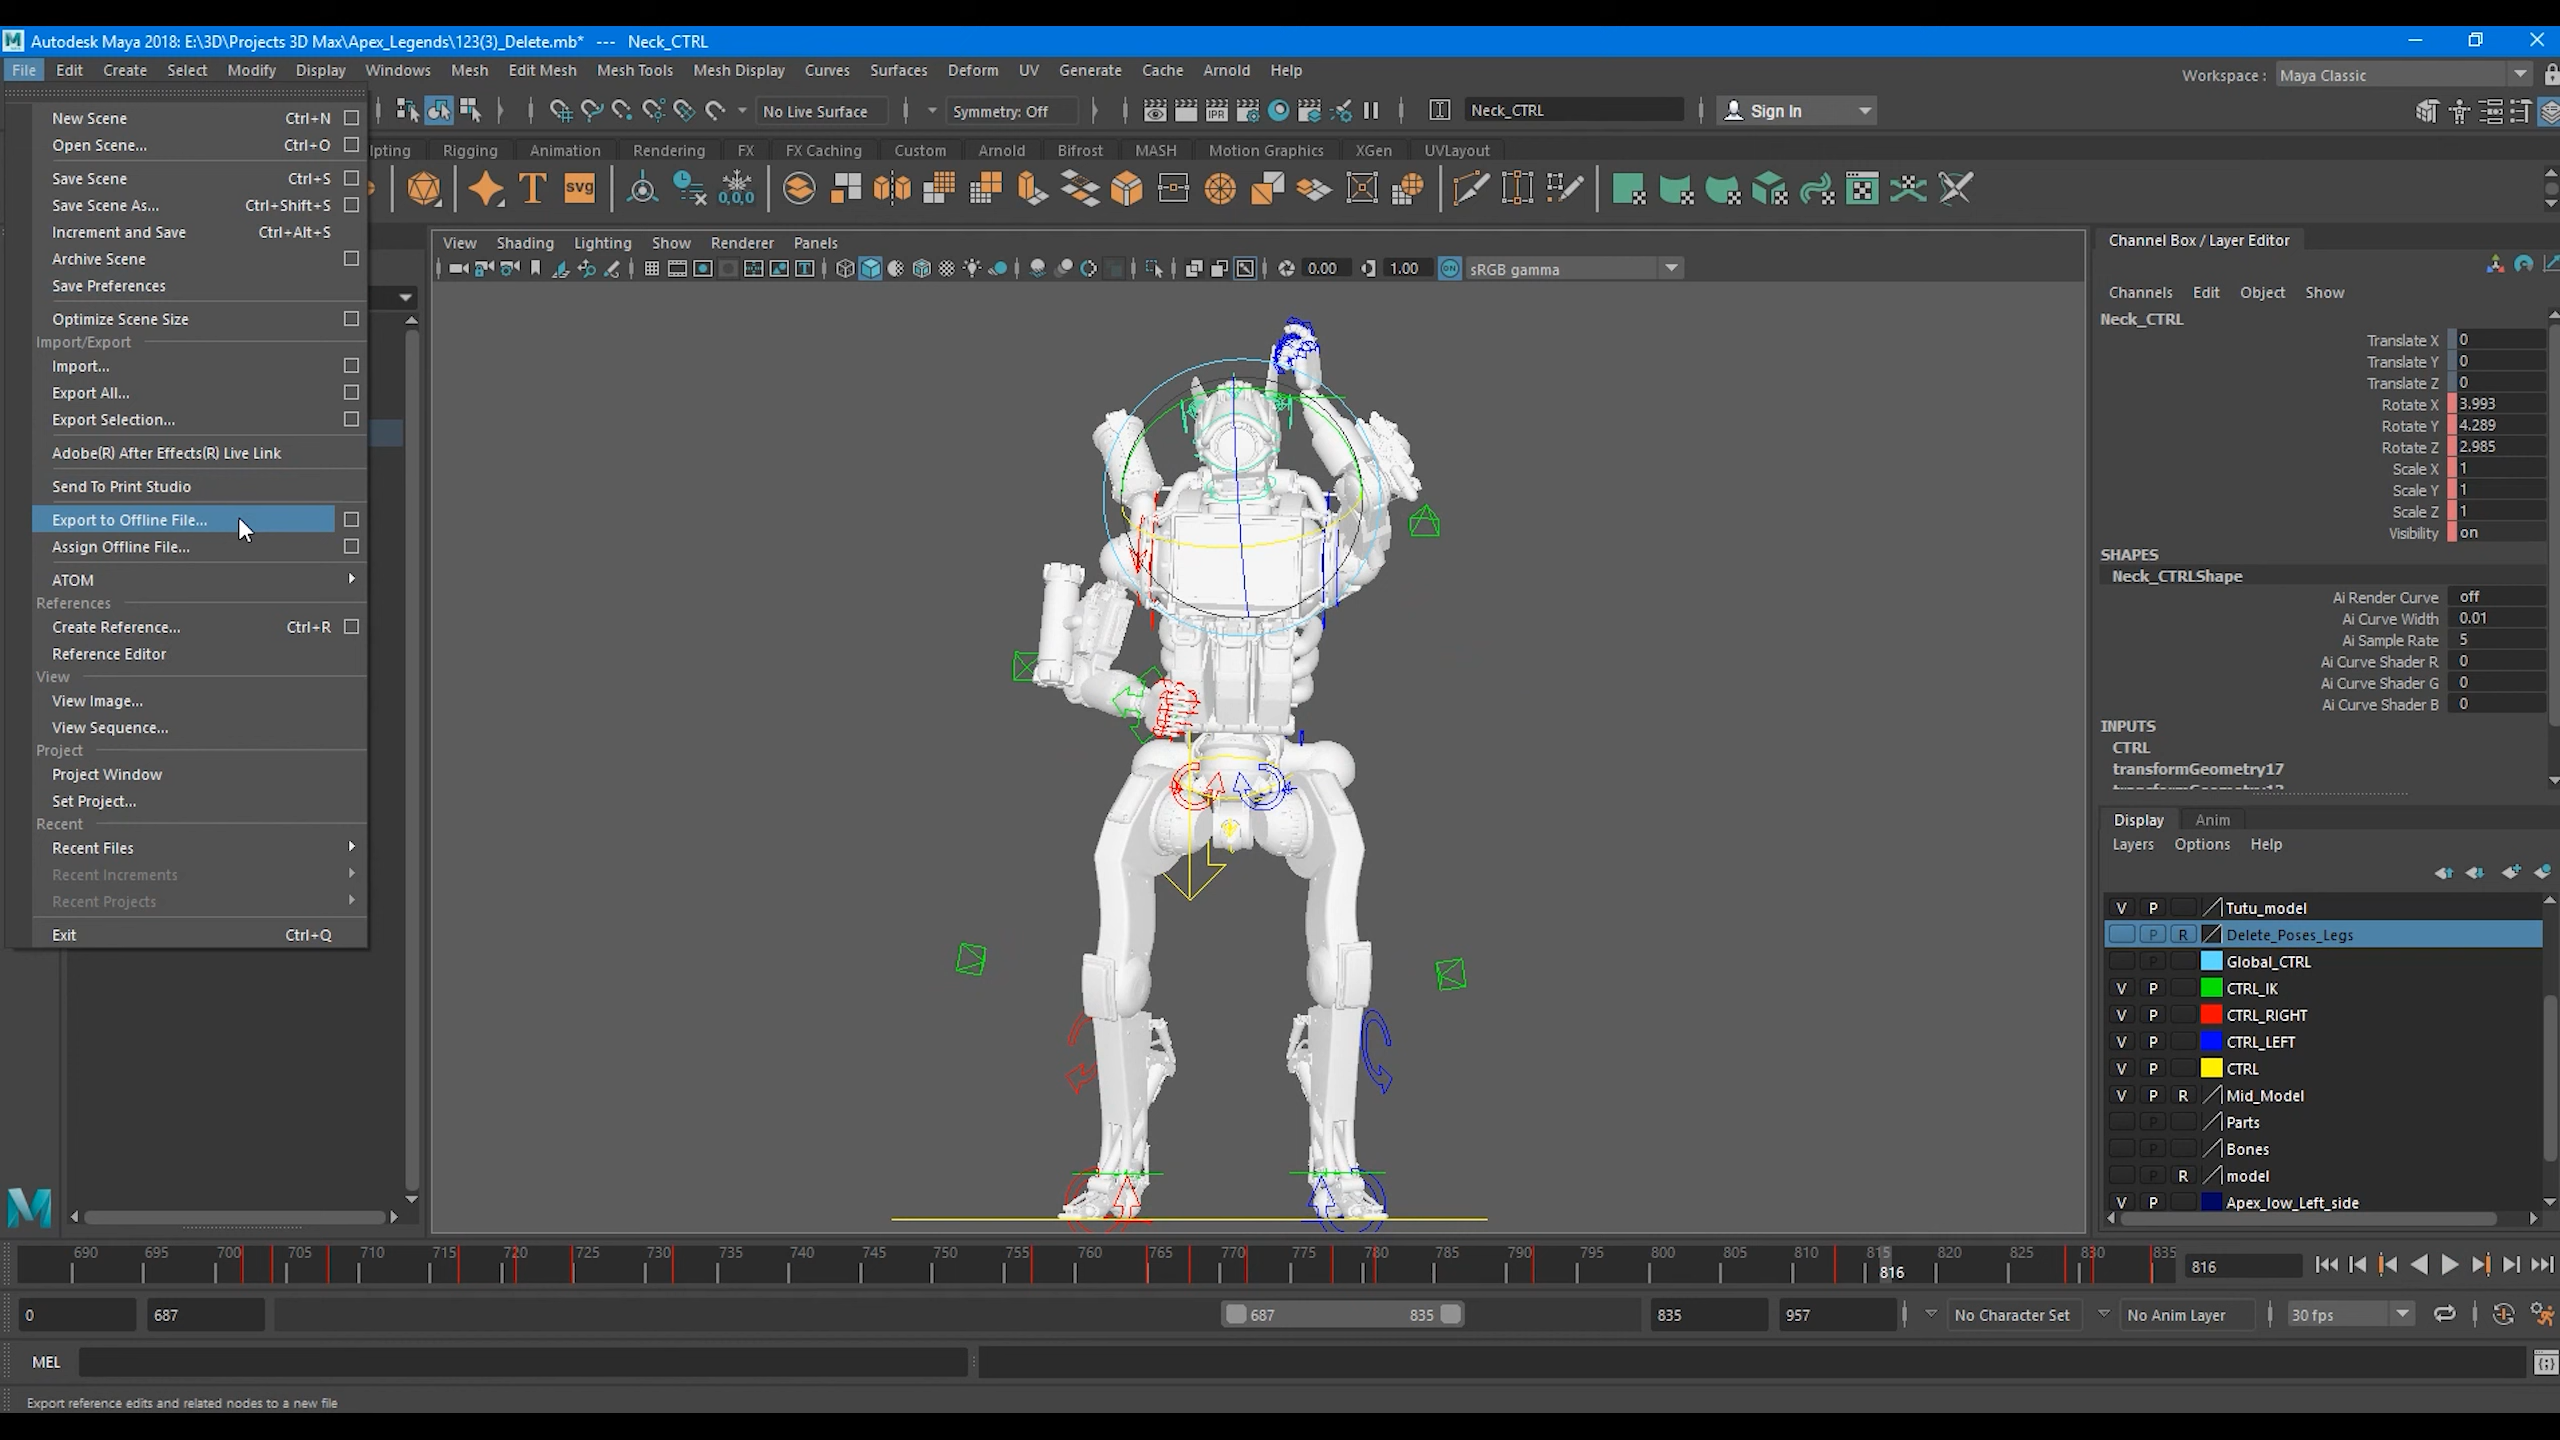 Autodesk Maya 2018: E:\3D\Projects 3D Max\Apex_Legends\123(3)_Delete.mb*  ---  Neck_CTRL
File Edit Create Select Modify Display Windows Mesh Edit Mesh Mesh Tools Mesh Display Curves Surfaces Deform UV Generate Cache Arnold Help
Workspace : Maya Classic
No Live Surface Symmetry: Off IPR Neck_CTRL Sign In
Rigging Animation Rendering FX FX Caching Custom Arnold Bifrost MASH Motion Graphics XGen UVLayout
T svg 0,0,0
New Scene Ctrl+N
Open Scene... Ctrl+O
Save Scene Ctrl+S
Save Scene As... Ctrl+Shift+S
Increment and Save Ctrl+Alt+S
Archive Scene
Save Preferences
Optimize Scene Size
Import/Export
Import...
Export All...
Export Selection...
Adobe(R) After Effects(R) Live Link
Send To Print Studio
Export to Offline File...
Assign Offline File...
ATOM
References
Create Reference... Ctrl+R
Reference Editor
View
View Image...
View Sequence...
Project
Project Window
Set Project...
Recent
Recent Files
Recent Increments
Recent Projects
Exit Ctrl+Q
View Shading Lighting Show Renderer Panels
0.00 1.00 ON sRGB gamma
Channel Box / Layer Editor
Channels Edit Object Show
Neck_CTRL
Translate X 0
Translate Y 0
Translate Z 0
Rotate X 3.993
Rotate Y 4.289
Rotate Z 2.985
Scale X 1
Scale Y 1
Scale Z 1
Visibility on
SHAPES
Neck_CTRLShape
Ai Render Curve off
Ai Curve Width 0.01
Ai Sample Rate 5
Ai Curve Shader R 0
Ai Curve Shader G 0
Ai Curve Shader B 0
INPUTS
CTRL
transformGeometry17
Display Anim
Layers Options Help
V P Tutu_model
P R Delete_Poses_Legs
P Global_CTRL
V P CTRL_IK
V P CTRL_RIGHT
V P CTRL_LEFT
V P CTRL
V P R Mid_Model
P Parts
P Bones
P R model
V P Apex_low_Left_side
690 695 700 705 710 715 720 725 730 735 740 745 750 755 760 765 770 775 780 785 790 795 800 805 810 815 820 825 830 835
816 816
0 687 687 835 835 957 No Character Set No Anim Layer 30 fps
MEL
Export reference edits and related nodes to a new file